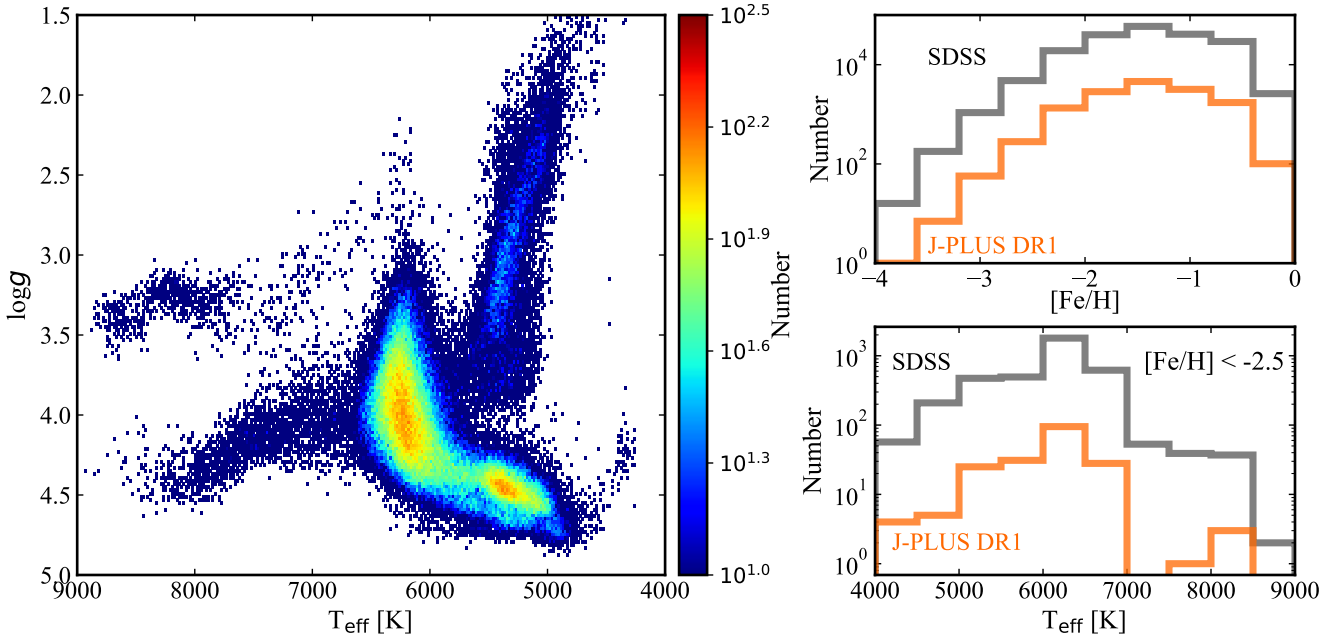 1.5
2.0
2.5
3.0
3.5
4.0
4.5
5.0
logg
9000 8000 7000 6000 5000 4000
T_eff [K]
10^2.5
10^2.2
10^1.9
10^1.6
10^1.3
10^1.0
Number
10^4
10^2
10^0
Number
SDSS
J-PLUS DR1
−4 −3 −2 −1 0
[Fe/H]
10^3
10^2
10^1
10^0
Number
SDSS
[Fe/H] < -2.5
J-PLUS DR1
4000 5000 6000 7000 8000 9000
T_eff [K]